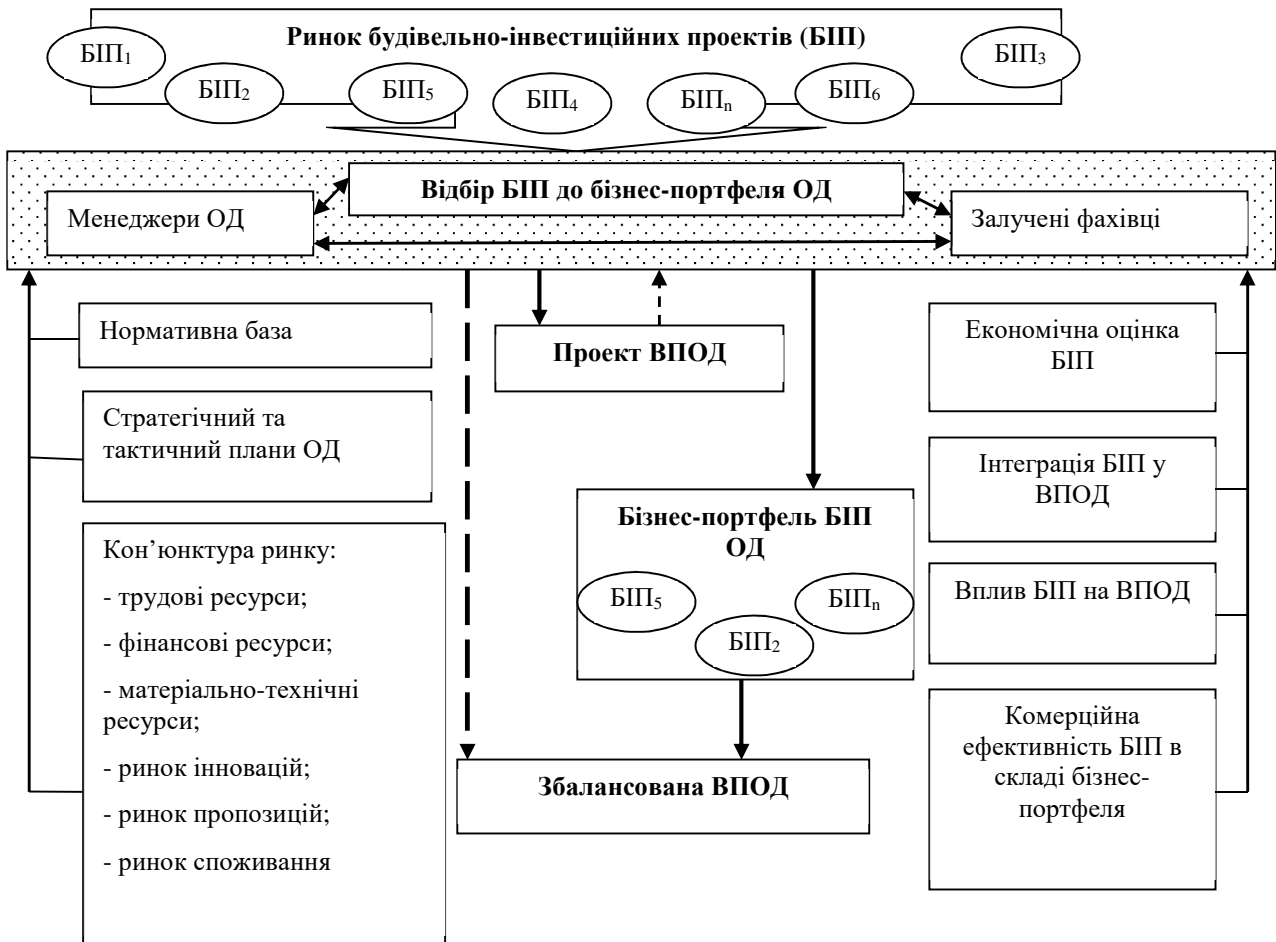 Ринок будівельно-інвестиційних проектів (БІП)
БІП₁
БІП₂
БІП₅
БІП₄
БІПₙ
БІП₆
БІП₃
Відбір БІП до бізнес-портфеля ОД
Менеджери ОД
Залучені фахівці
Нормативна база
Стратегічний та
тактичний плани ОД
Кон’юнктура ринку:
- трудові ресурси;
- фінансові ресурси;
- матеріально-технічні
ресурси;
- ринок інновацій;
- ринок пропозицій;
- ринок споживання
Проект ВПОД
Бізнес-портфель БІП
ОД
БІП₅
БІП₂
БІПₙ
Збалансована ВПОД
Економічна оцінка
БІП
Інтеграція БІП у
ВПОД
Вплив БІП на ВПОД
Комерційна
ефективність БІП в
складі бізнес-
портфеля